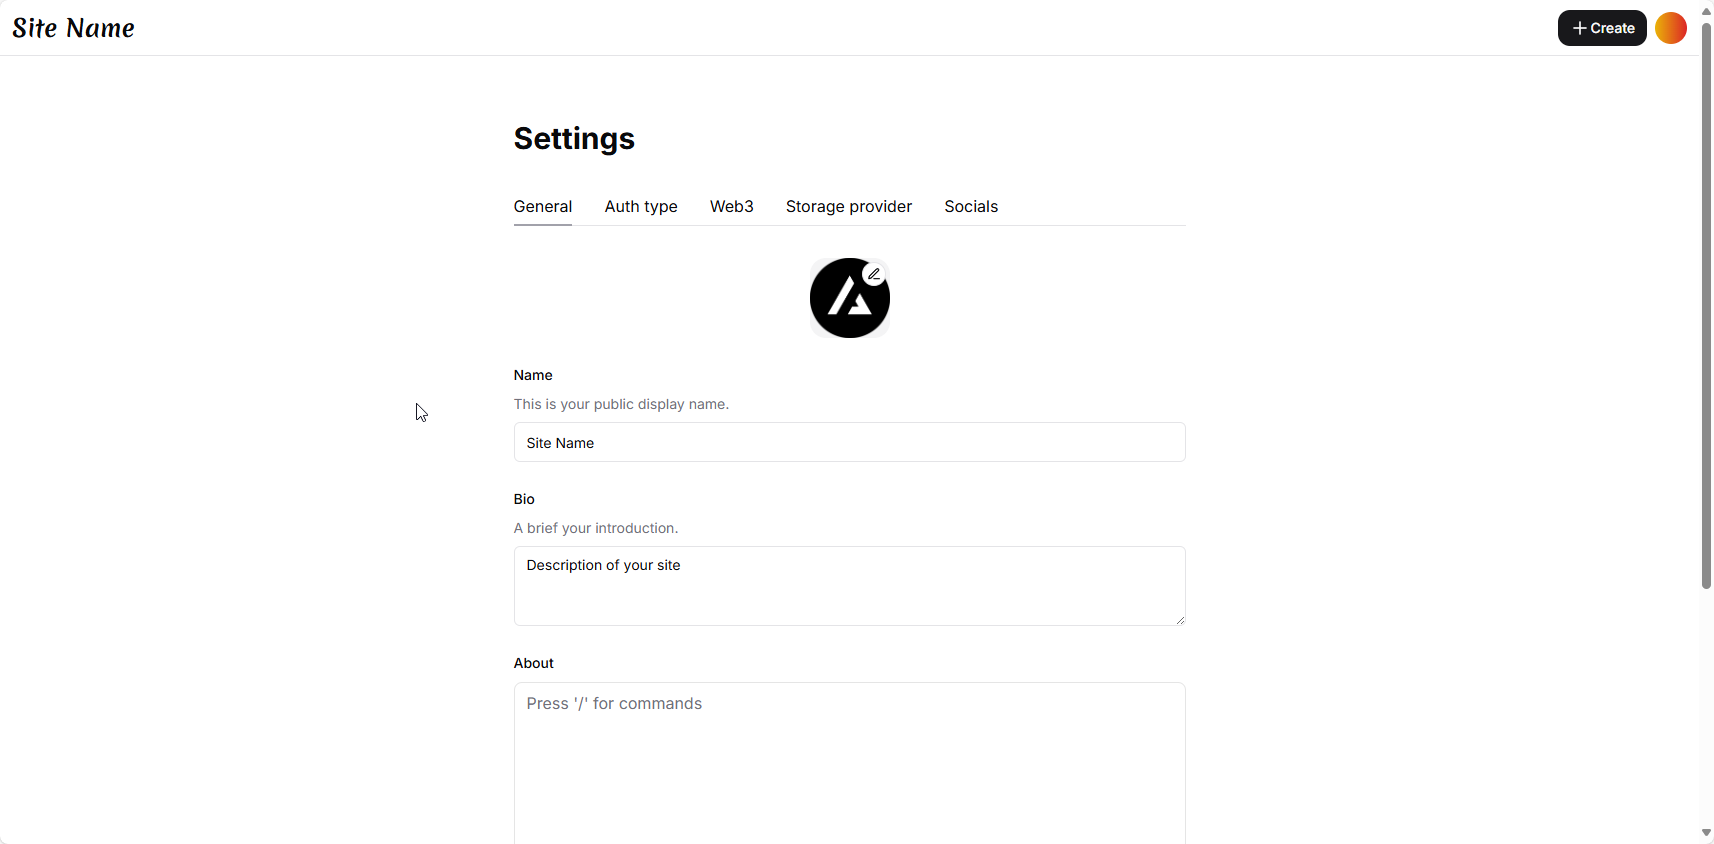 Site Name
Create
Settings
General
Auth type
Web3
Storage provider
Socials
Name
This is your public display name.
Site Name
Bio
A brief your introduction.
Description of your site
About
Press '/' for commands